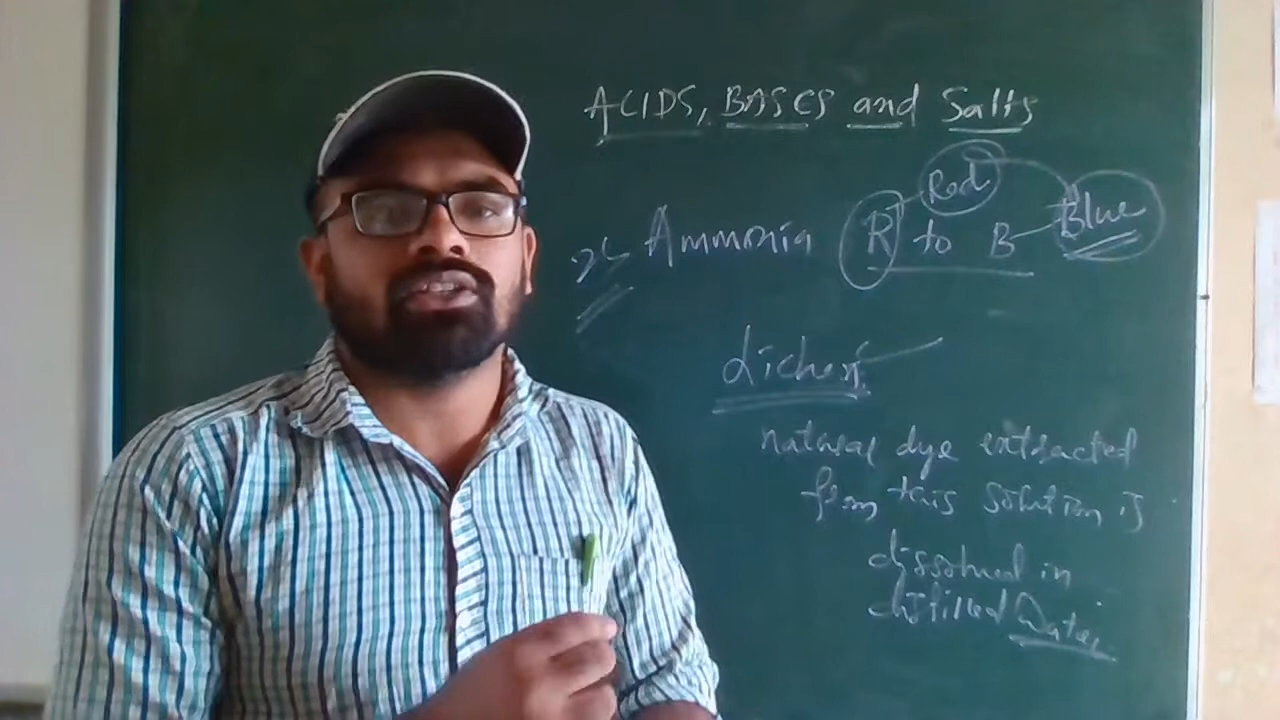 ACIDS, BASES and Salts
Red
Ammonia R to B Blue
Lichens
natural dye extracted
from this solution is
dissolved in
distilled Water